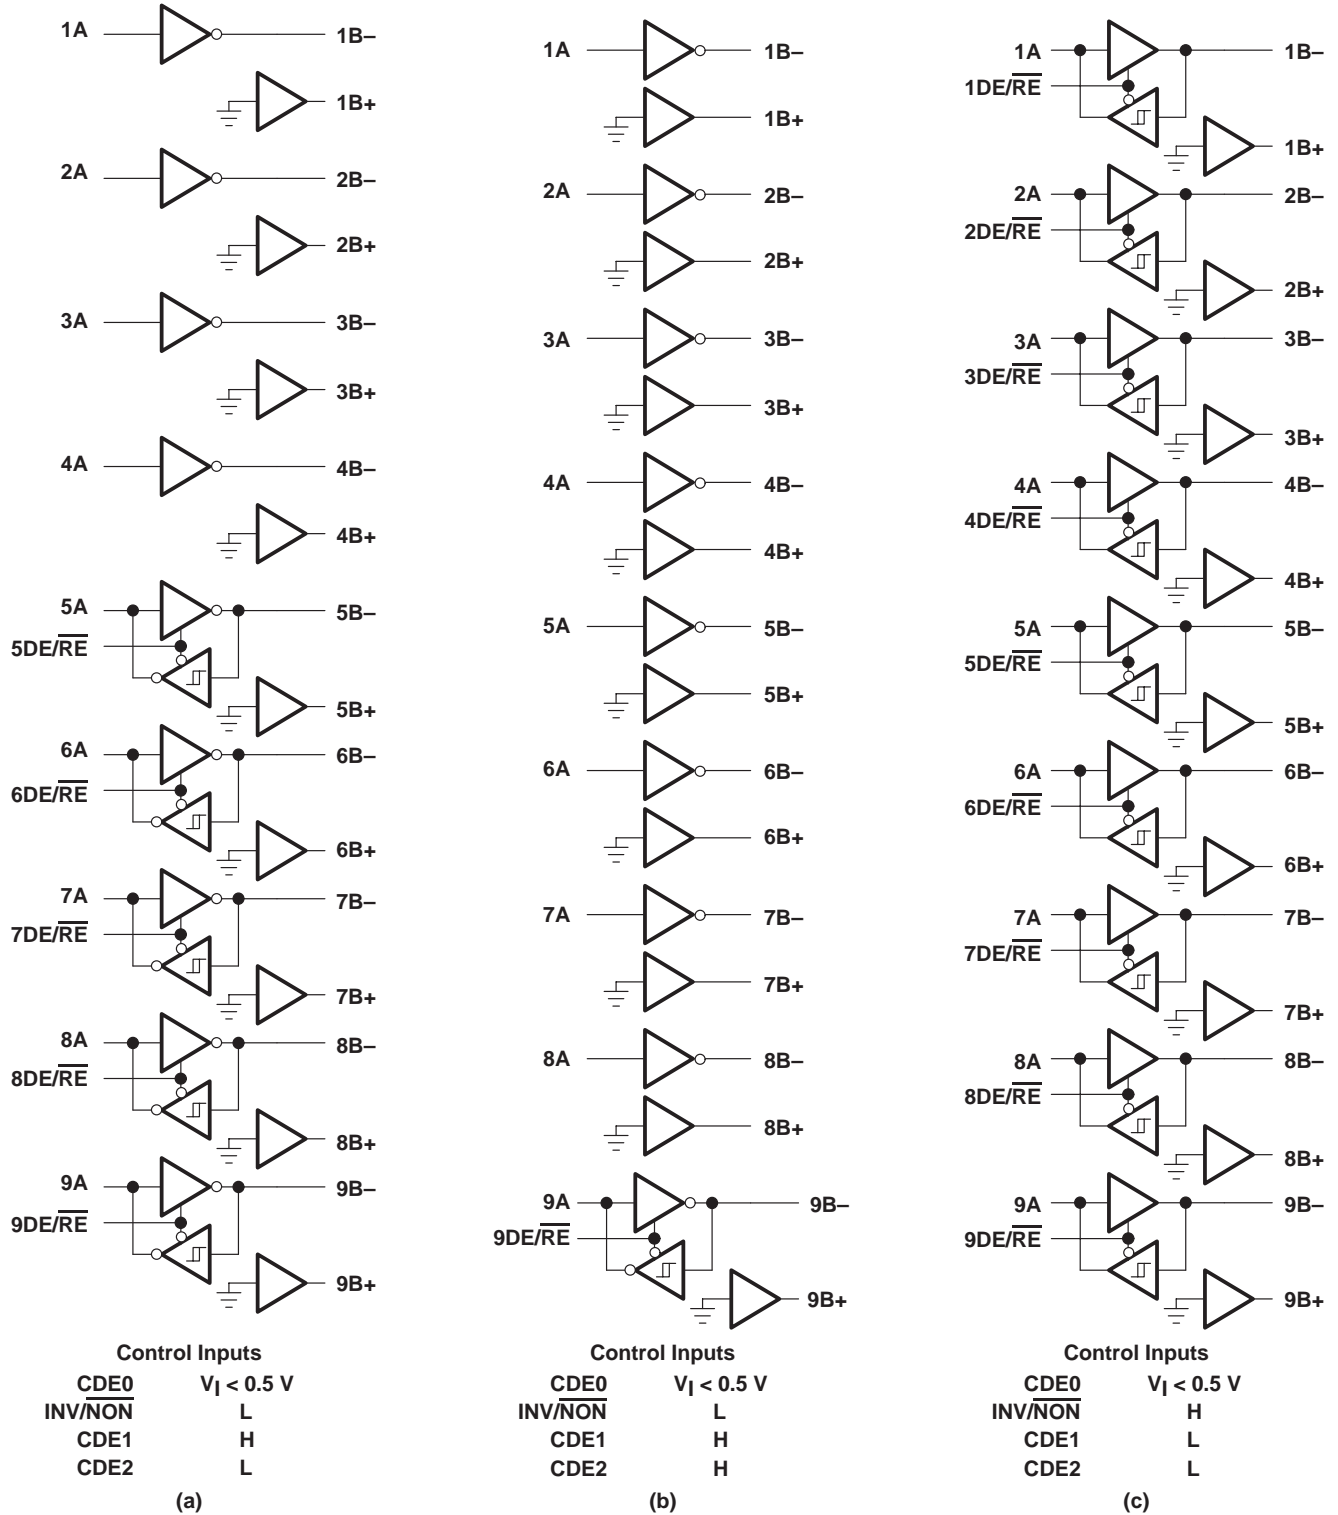 1A
1B–
1B+
2A
2B–
2B+
3A
3B–
3B+
4A
4B–
4B+
5A
5B–
5DE/RE
5B+
6A
6B–
6DE/RE
6B+
7A
7B–
7DE/RE
7B+
8A
8B–
8DE/RE
8B+
9A
9B–
9DE/RE
9B+
Control Inputs
CDE0 VI < 0.5 V
INV/NON L
CDE1 H
CDE2 L
(a)
1A
1B–
1B+
2A
2B–
2B+
3A
3B–
3B+
4A
4B–
4B+
5A
5B–
5B+
6A
6B–
6B+
7A
7B–
7B+
8A
8B–
8B+
9A
9B–
9DE/RE
9B+
Control Inputs
CDE0 VI < 0.5 V
INV/NON L
CDE1 H
CDE2 H
(b)
1A
1B–
1DE/RE
1B+
2A
2B–
2DE/RE
2B+
3A
3B–
3DE/RE
3B+
4A
4B–
4DE/RE
4B+
5A
5B–
5DE/RE
5B+
6A
6B–
6DE/RE
6B+
7A
7B–
7DE/RE
7B+
8A
8B–
8DE/RE
8B+
9A
9B–
9DE/RE
9B+
Control Inputs
CDE0 VI < 0.5 V
INV/NON H
CDE1 L
CDE2 L
(c)